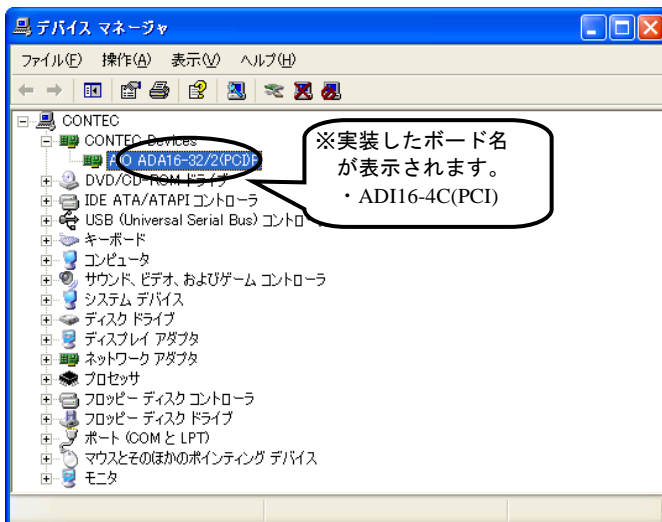 デバイス マネージャ
ファイル(F) 操作(A) 表示(V) ヘルプ(H)
CONTEC
CONTEC Devices
AIO ADA16-32/2(PCI)F
※実装したボード名
が表示されます。
・ADI16-4C(PCI)
DVD/CD-ROM ドライブ
IDE ATA/ATAPI コントローラ
USB (Universal Serial Bus) コントローラ
キーボード
コンピュータ
サウンド、ビデオ、およびゲーム コントローラ
システム デバイス
ディスク ドライブ
ディスプレイ アダプタ
ネットワーク アダプタ
プロセッサ
フロッピー ディスク コントローラ
フロッピー ディスク ドライブ
ポート (COM と LPT)
マウスとそのほかのポインティング デバイス
モニタ